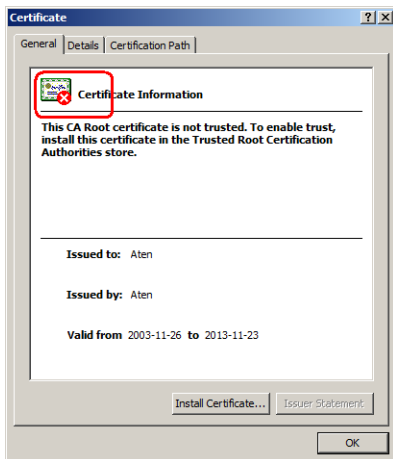 Certificate
General Details Certification Path
Certificate Information
This CA Root certificate is not trusted. To enable trust,
install this certificate in the Trusted Root Certification
Authorities store.
Issued to: Aten
Issued by: Aten
Valid from 2003-11-26 to 2013-11-23
Install Certificate... Issuer Statement
OK